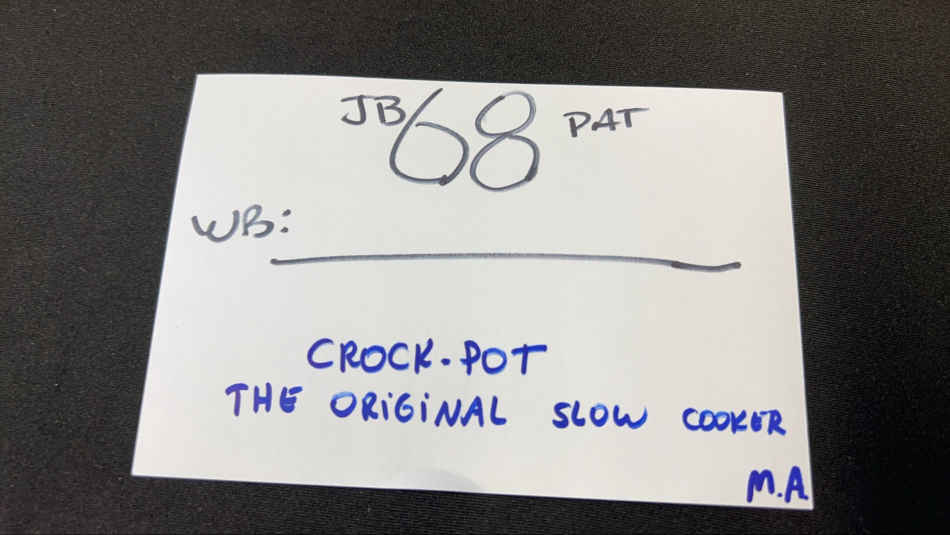 JB 68 PAT
WB:
CROCK-POT
THE ORIGINAL SLOW COOKER
M.A.